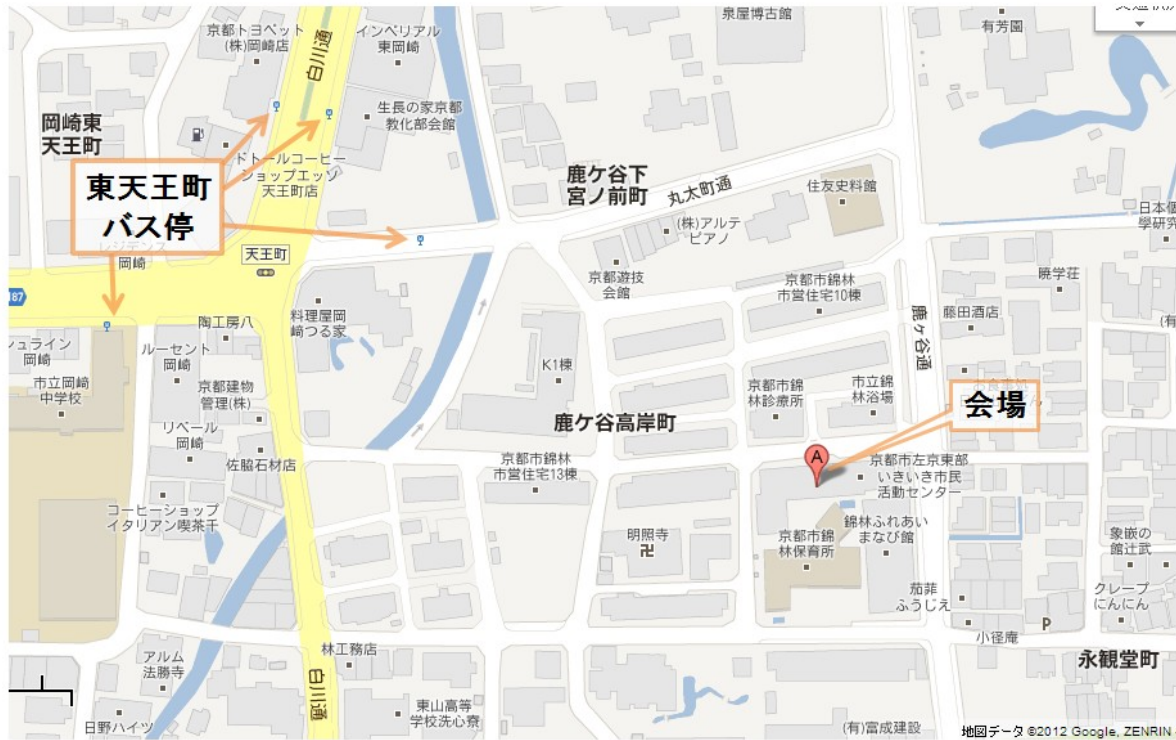 泉屋博古館
有芳園
京都トヨペット
(株)岡崎店
白川通
インペリアル
東岡崎
生長の家京都
教化部会館
岡崎東
天王町
ドトールコーヒー
ショップエッソ
天王町店
東天王町
バス停
レジデンス
岡崎
天王町
鹿ケ谷下
宮ノ前町
丸太町通
住友史料館
(株)アルテ
ピアノ
京都遊技
会館
京都市錦林
市営住宅10棟
暁学荘
藤田酒店
鹿ケ谷通
187
料理屋岡
崎つる家
陶工房八
岡崎
ルーセント
岡崎
市立岡崎
中学校
京都建物
管理(株)
リベール
岡崎
佐脇石材店
コーヒーショップ
イタリアン喫茶千
K1棟
京都市錦
林診療所
市立錦
林浴場
会場
鹿ケ谷高岸町
京都市錦林
市営住宅13棟
A
京都市左京東部
いきいき市民
活動センター
錦林ふれあい
まなび館
明照寺
卍
京都市錦
林保育所
象嵌の
館辻武
茄菲
ふうじえ
クレープ
にんにん
小径庵
P
永観堂町
アルム
法勝寺
林工務店
白川通
日野ハイツ
東山高等
学校洗心寮
(有)富成建設
地図データ ©2012 Google, ZENRIN